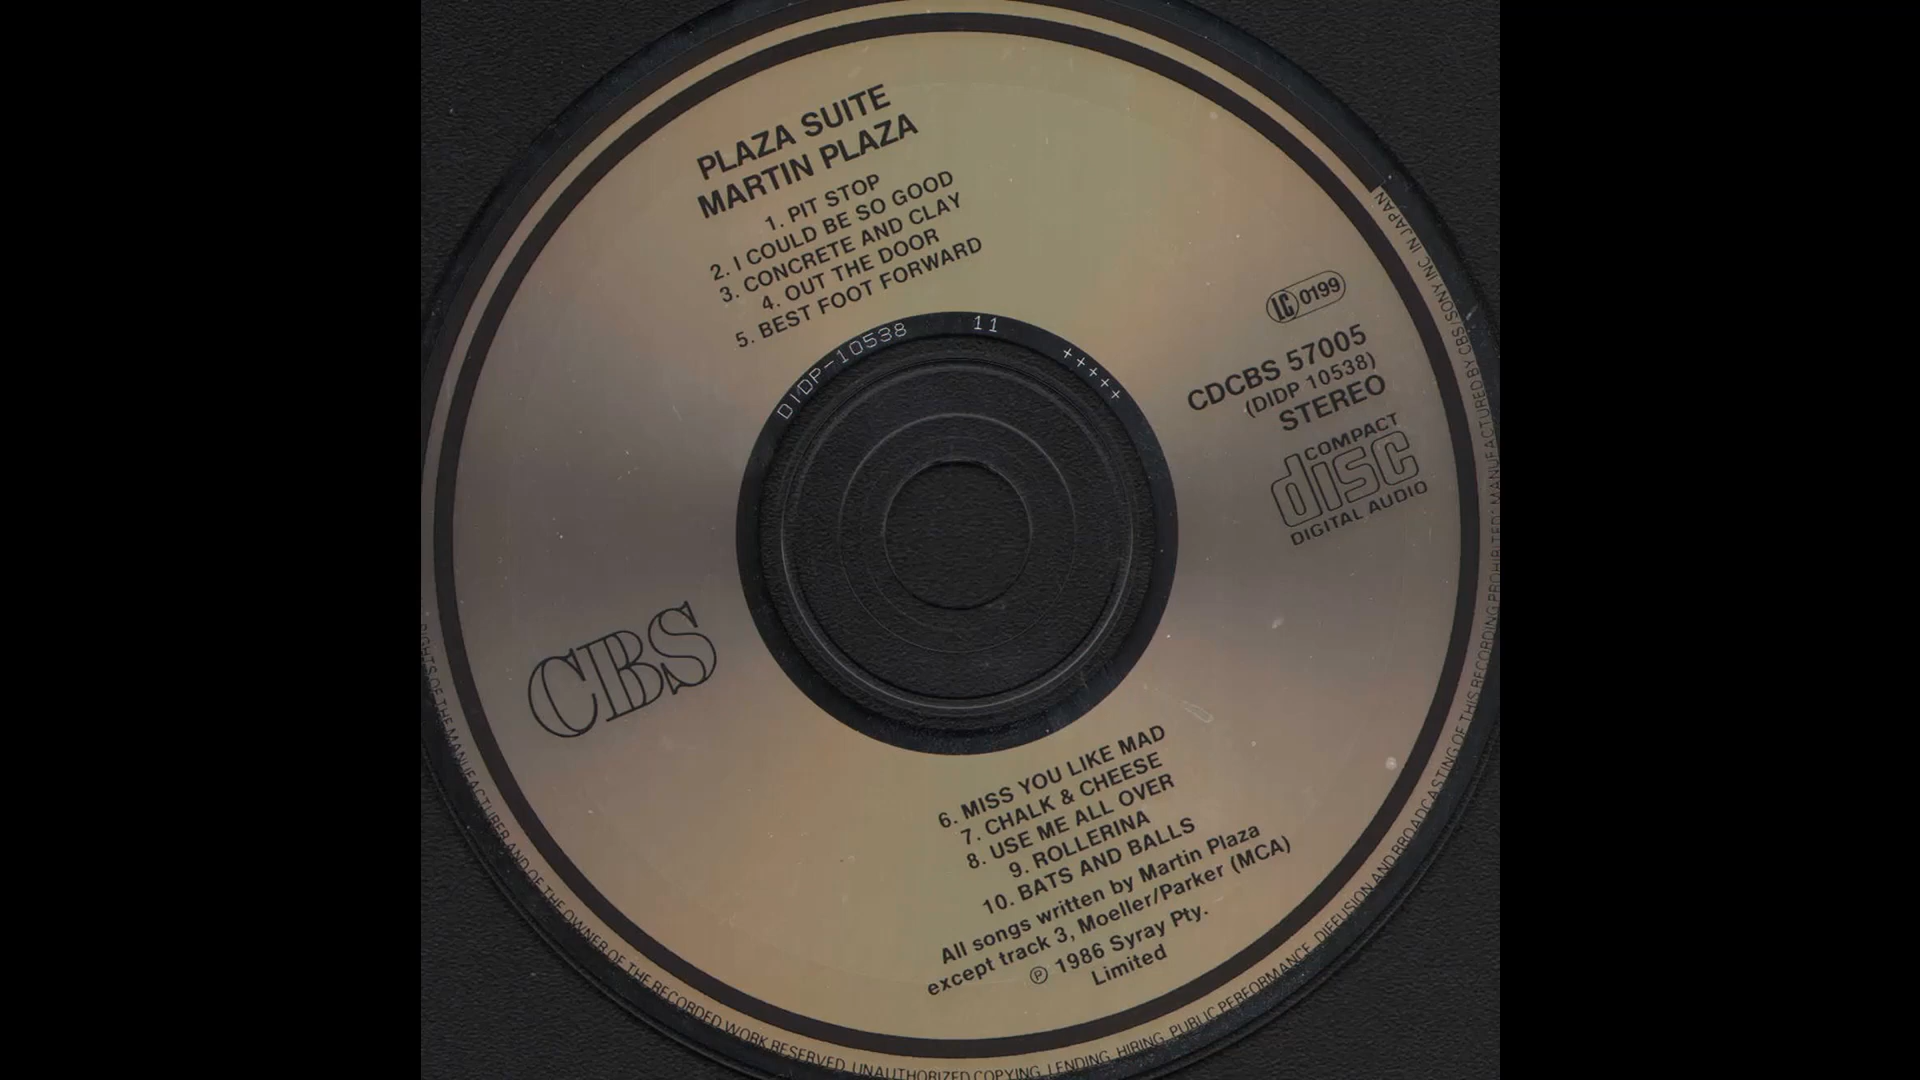 PLAZA SUITE
MARTIN PLAZA
1. PIT STOP
2. I COULD BE SO GOOD
3. CONCRETE AND CLAY
4. OUT THE DOOR
5. BEST FOOT FORWARD
DIDP-10538 11 +++++
LC 0199
CDCBS 57005
(DIDP 10538)
STEREO
COMPACT
disc
DIGITAL AUDIO
CBS
6. MISS YOU LIKE MAD
7. CHALK & CHEESE
8. USE ME ALL OVER
9. ROLLERINA
10. BATS AND BALLS
All songs written by Martin Plaza
except track 3, Moeller/Parker (MCA)
℗ 1986 Syray Pty.
Limited
OF THE MANUFACTURER AND OF THE OWNER OF THE RECORDED WORK RESERVED. UNAUTHORIZED COPYING, LENDING, HIRING, PUBLIC PERFORMANCE, DIFFUSION AND BROADCASTING OF THIS RECORDING PROHIBITED. MANUFACTURED BY CBS/SONY INC. IN JAPAN